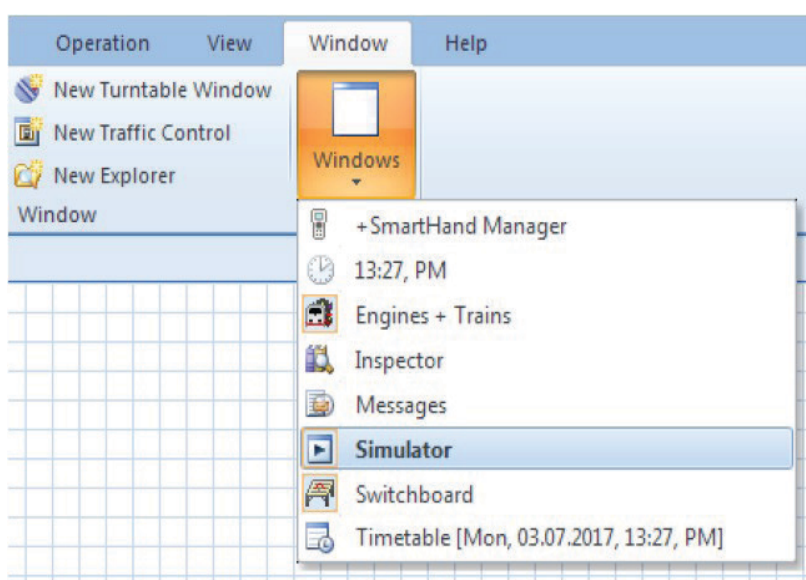 Operation View Window Help
New Turntable Window
New Traffic Control
New Explorer
Window
Windows
+SmartHand Manager
13:27, PM
Engines + Trains
Inspector
Messages
Simulator
Switchboard
Timetable [Mon, 03.07.2017, 13:27, PM]